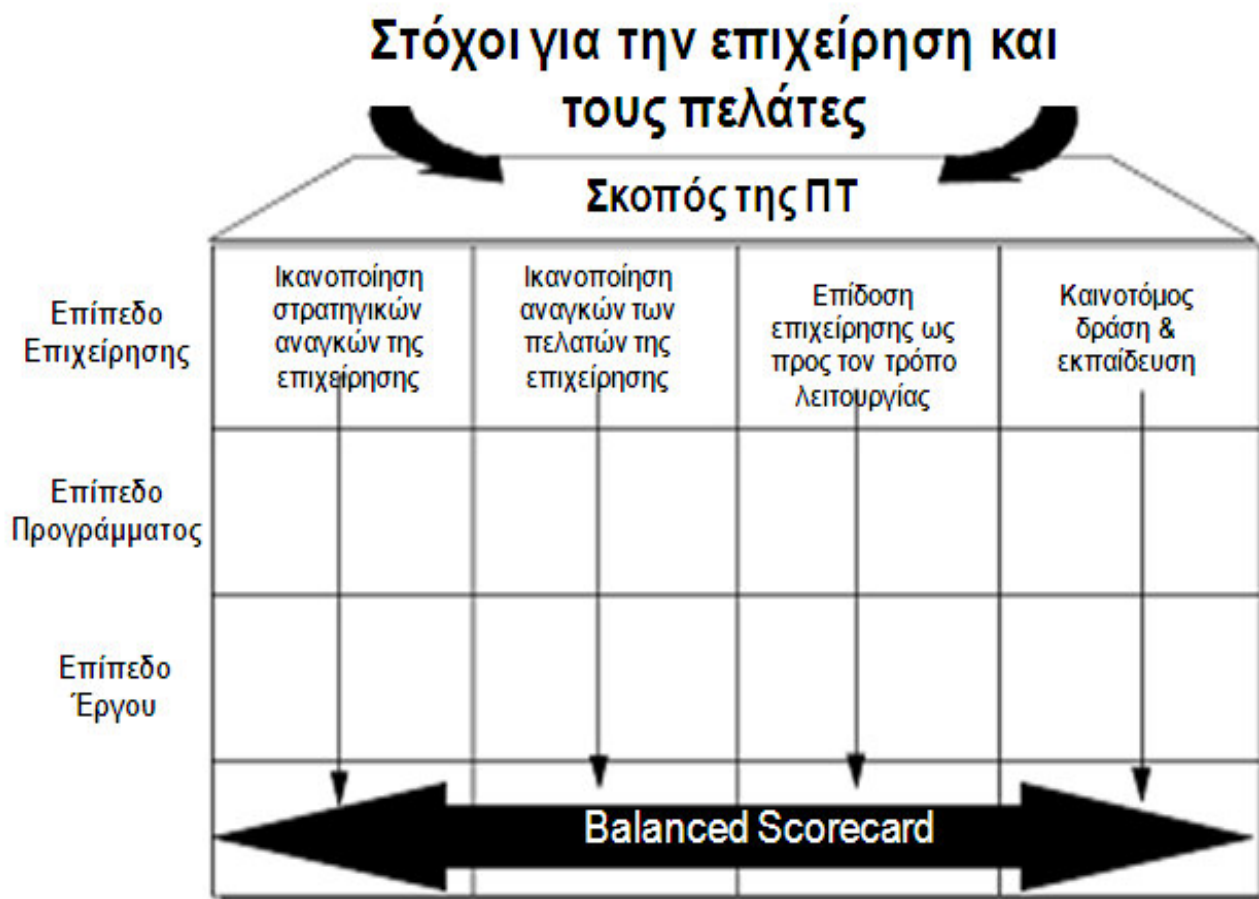 Στόχοι για την επιχείρηση και
τους πελάτες
Σκοπός της ΠΤ
Επίπεδο
Επιχείρησης
Ικανοποίηση
στρατηγικών
αναγκών της
επιχείρησης
Ικανοποίηση
αναγκών των
πελατών της
επιχείρησης
Επίδοση
επιχείρησης ως
προς τον τρόπο
λειτουργίας
Καινοτόμος
δράση &
εκπαίδευση
Επίπεδο
Προγράμματος
Επίπεδο
Έργου
Balanced Scorecard